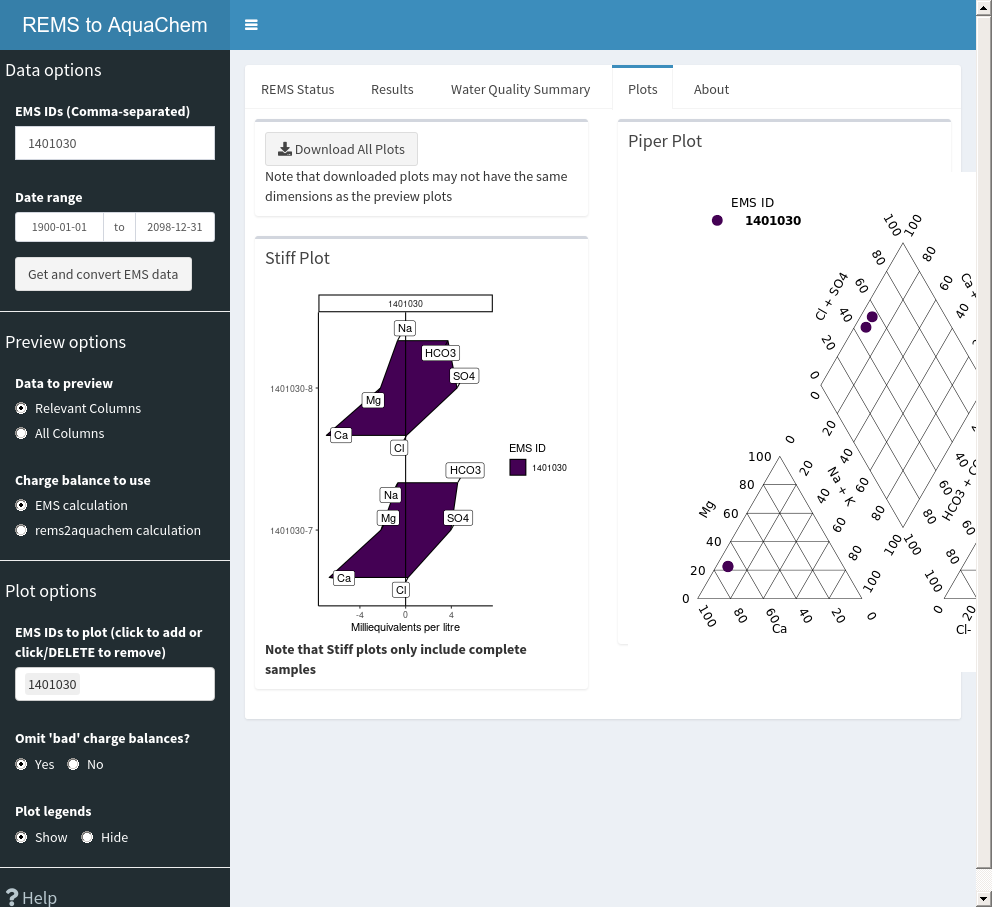 REMS to AquaChem
Data options
EMS IDs (Comma-separated)
1401030
Date range
1900-01-01 to 2098-12-31
Get and convert EMS data
Preview options
Data to preview
Relevant Columns
All Columns
Charge balance to use
EMS calculation
rems2aquachem calculation
Plot options
EMS IDs to plot (click to add or
click/DELETE to remove)
1401030
Omit 'bad' charge balances?
Yes No
Plot legends
Show Hide
? Help
REMS Status Results Water Quality Summary Plots About
Download All Plots
Note that downloaded plots may not have the same
dimensions as the preview plots
Stiff Plot
1401030
Na
HCO3
SO4
1401030-8
Mg
Ca
Cl
HCO3
Na
Mg
SO4
1401030-7
Ca
Cl
-4 0 4
Milliequivalents per litre
EMS ID
1401030
Note that Stiff plots only include complete
samples
Piper Plot
EMS ID
1401030
100 100
80 80
60 60
40 40
20
0
Cl + SO4
Ca +
0
20
40
60
80
100
Na + K
100
80
60
40
HCO3 +
Mg
100
80
60
40
20
0
0
20
40
60
80
100
100 80 60 40 20 0
Ca
100
80
0 20
Cl-